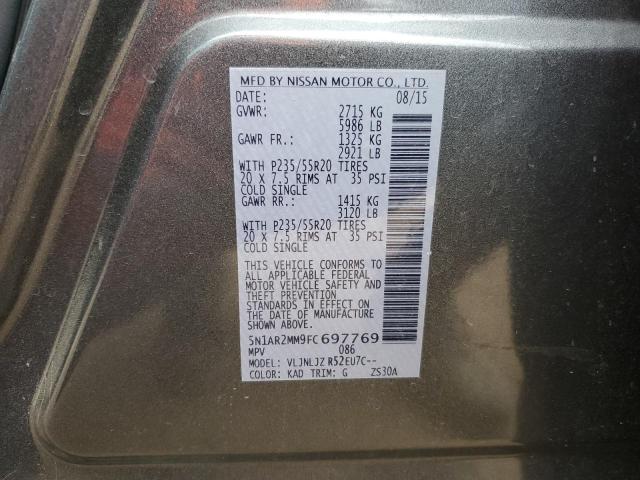 MFD BY NISSAN MOTOR CO., LTD.
DATE: 08/15
GVWR: 2715 KG
5986 LB
GAWR FR.: 1325 KG
2921 LB
WITH P235/55R20 TIRES
20 X 7.5 RIMS AT 35 PSI
COLD SINGLE
GAWR RR.: 1415 KG
3120 LB
WITH P235/55R20 TIRES
20 X 7.5 RIMS AT 35 PSI
COLD SINGLE
THIS VEHICLE CONFORMS TO
ALL APPLICABLE FEDERAL
MOTOR VEHICLE SAFETY AND
THEFT PREVENTION
STANDARDS IN EFFECT ON
THE DATE OF MANUFACTURE
SHOWN ABOVE.
5N1AR2MM9FC697769
MPV 086
MODEL: VLJNLJZ R52EU7C--
COLOR: KAD TRIM: G ZS30A